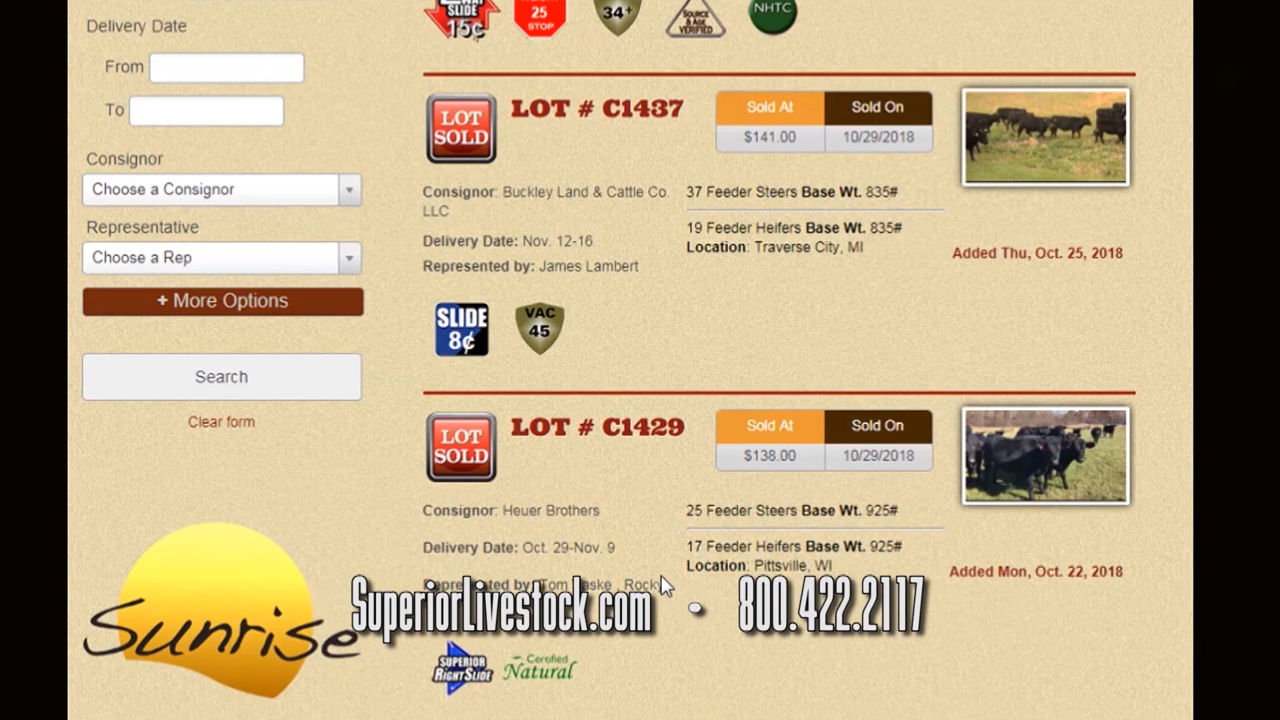 Delivery Date
From
To
Consignor
Choose a Consignor
Representative
Choose a Rep
+ More Options
Search
Clear form
SLIDE
15¢
25
STOP
34+
SOURCE
& AGE
VERIFIED
NHTC
LOT
SOLD
LOT # C1437
Sold At Sold On
$141.00 10/29/2018
Consignor: Buckley Land & Cattle Co.
LLC
Delivery Date: Nov. 12-16
Represented by: James Lambert
37 Feeder Steers Base Wt. 835#
19 Feeder Heifers Base Wt. 835#
Location: Traverse City, MI
Added Thu, Oct. 25, 2018
SLIDE
8¢
VAC
45
LOT
SOLD
LOT # C1429
Sold At Sold On
$138.00 10/29/2018
Consignor: Heuer Brothers
Delivery Date: Oct. 29-Nov. 9
Represented by: Tom Rocky
25 Feeder Steers Base Wt. 925#
17 Feeder Heifers Base Wt. 925#
Location: Pittsville, WI
Added Mon, Oct. 22, 2018
Sunrise
SuperiorLivestock.com • 800.422.2117
SUPERIOR
RIGHTSLIDE
Certified
Natural